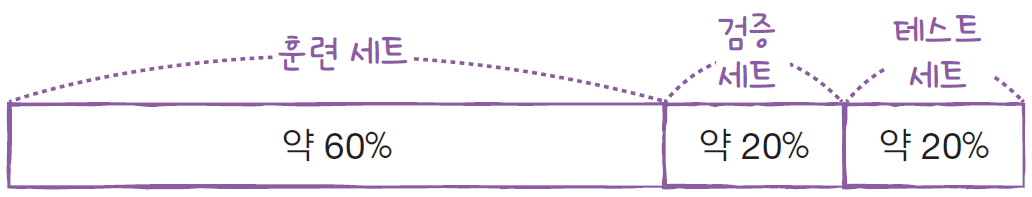 훈련 세트
검증
세트
테스트
세트
약 60%
약 20%
약 20%